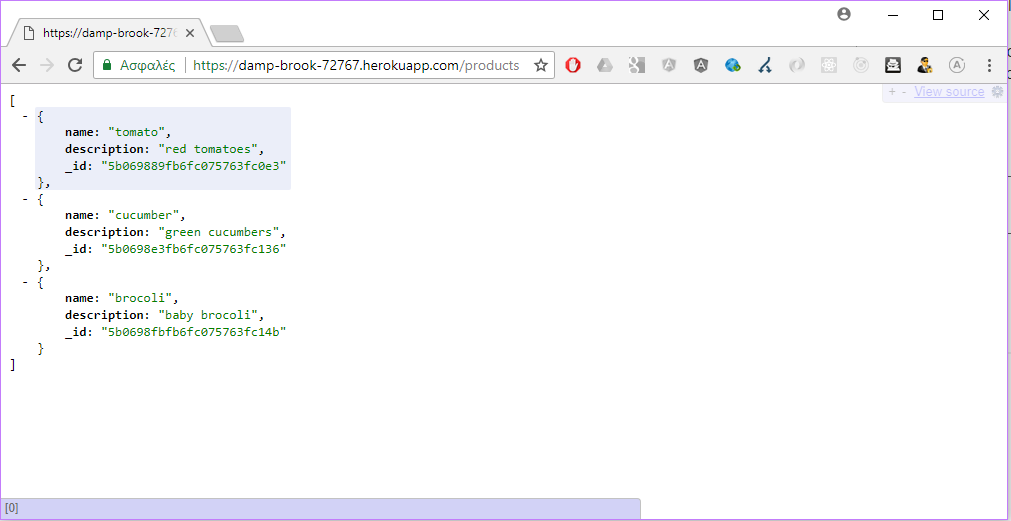 https://damp-brook-7276
Ασφαλές https://damp-brook-72767.herokuapp.com/products
+ - View source
[
- {
name: "tomato",
description: "red tomatoes",
_id: "5b069889fb6fc075763fc0e3"
},
- {
name: "cucumber",
description: "green cucumbers",
_id: "5b0698e3fb6fc075763fc136"
},
- {
name: "brocoli",
description: "baby brocoli",
_id: "5b0698fbfb6fc075763fc14b"
}
]
[0]